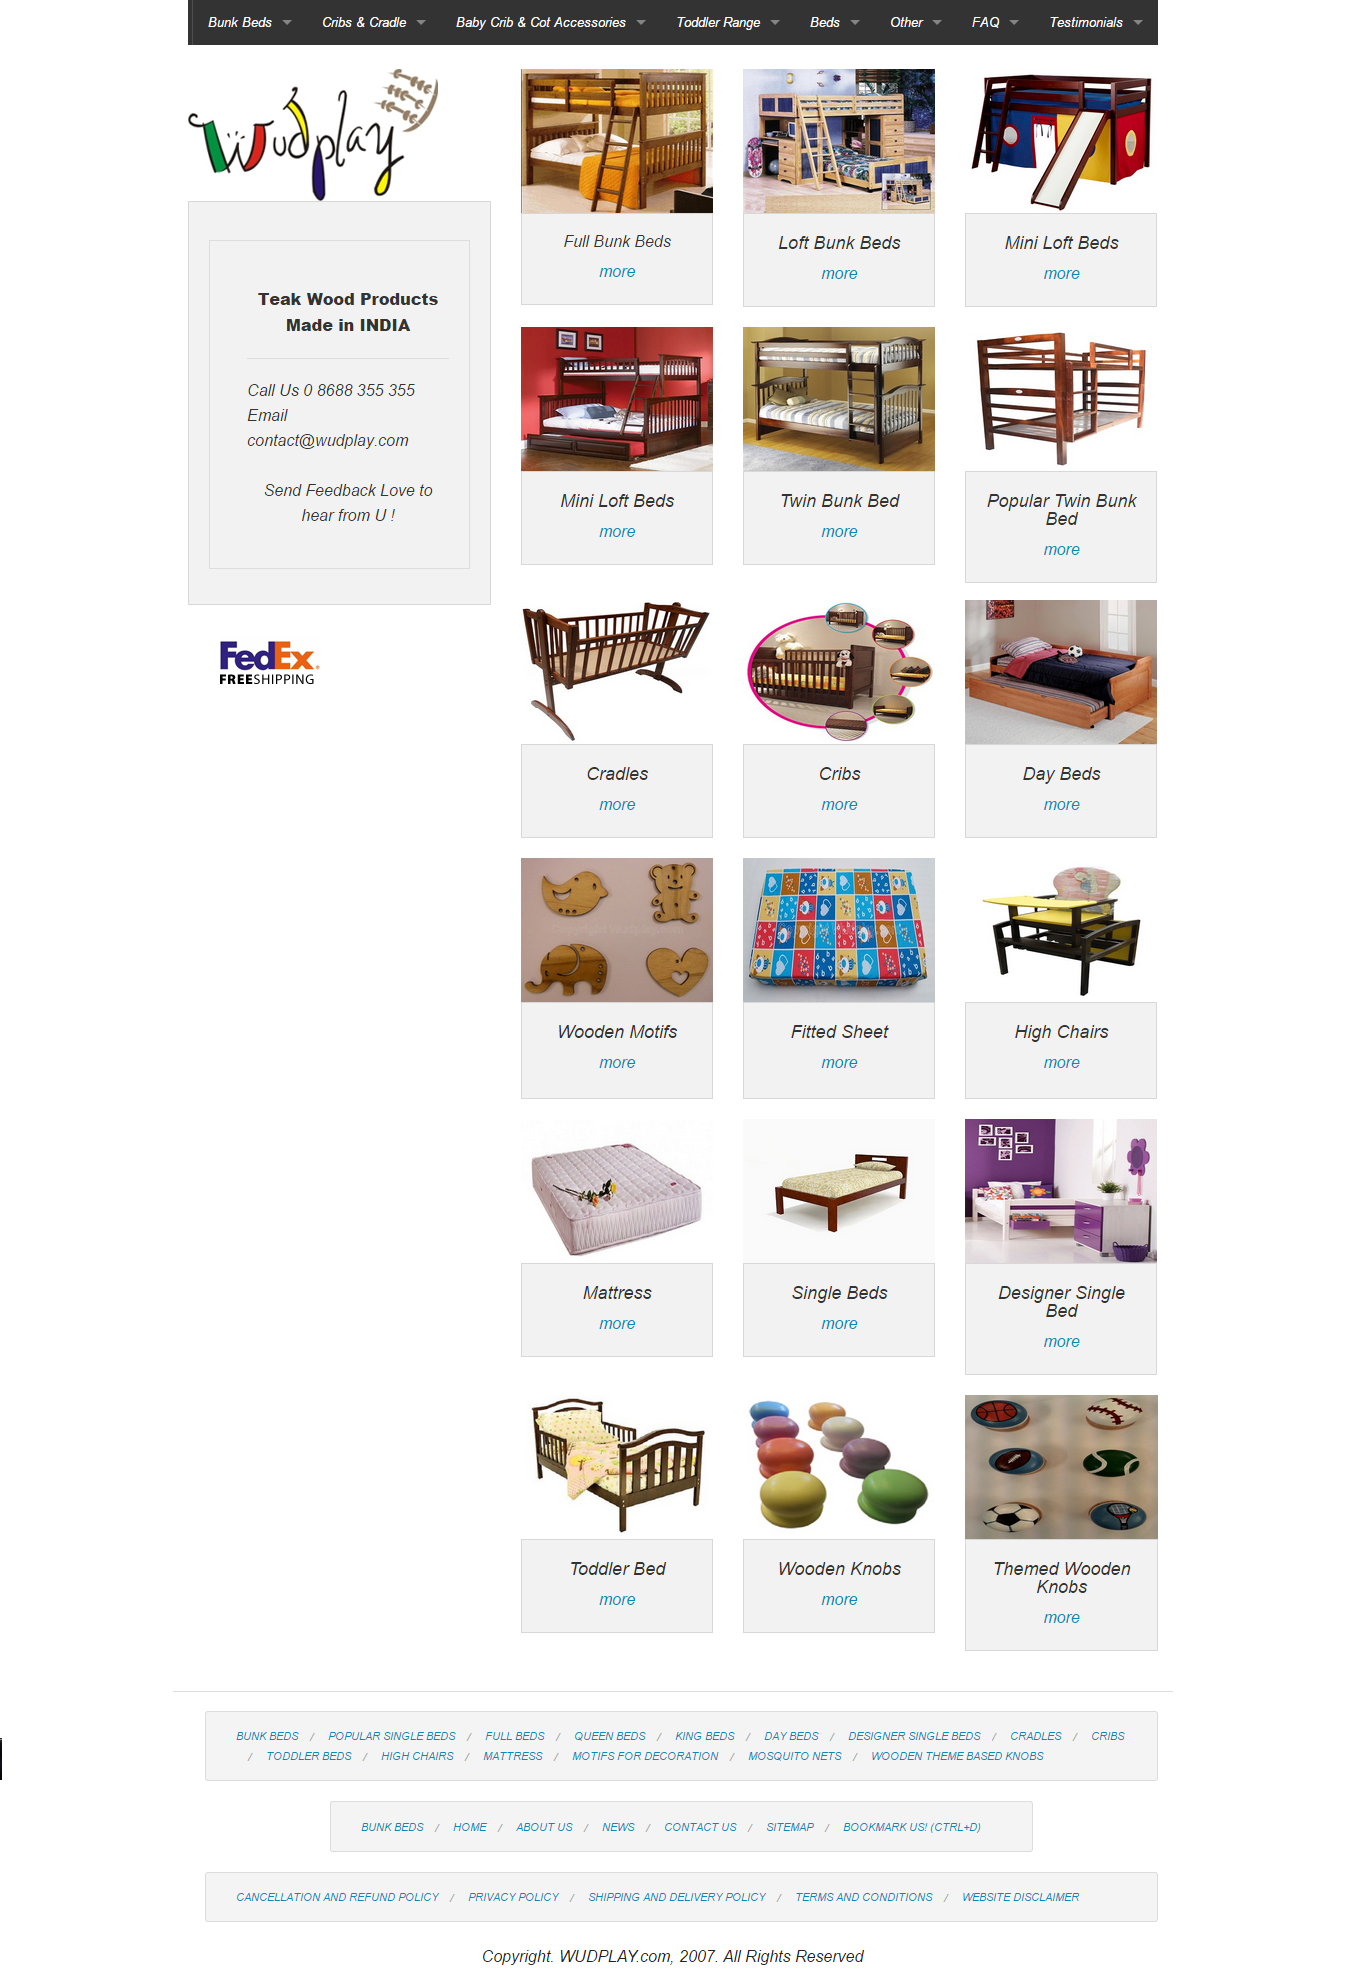 Bunk Beds
Cribs & Cradle
Baby Crib & Cot Accessories
Toddler Range
Beds
Other
FAQ
Testimonials
Wudplay
Teak Wood Products
Made in INDIA
Call Us 0 8688 355 355
Email
contact@wudplay.com
Send Feedback Love to
hear from U !
FedEx
FREESHIPPING
Full Bunk Beds
more
Loft Bunk Beds
more
Mini Loft Beds
more
Mini Loft Beds
more
Twin Bunk Bed
more
Popular Twin Bunk
Bed
more
Cradles
more
Cribs
more
Day Beds
more
Copyright Wudplay.com
Wooden Motifs
more
Fitted Sheet
more
High Chairs
more
Mattress
more
Single Beds
more
Designer Single
Bed
more
Toddler Bed
more
Wooden Knobs
more
Themed Wooden
Knobs
more
BUNK BEDS / POPULAR SINGLE BEDS / FULL BEDS / QUEEN BEDS / KING BEDS / DAY BEDS / DESIGNER SINGLE BEDS / CRADLES / CRIBS
/ TODDLER BEDS / HIGH CHAIRS / MATTRESS / MOTIFS FOR DECORATION / MOSQUITO NETS / WOODEN THEME BASED KNOBS
BUNK BEDS / HOME / ABOUT US / NEWS / CONTACT US / SITEMAP / BOOKMARK US! (CTRL+D)
CANCELLATION AND REFUND POLICY / PRIVACY POLICY / SHIPPING AND DELIVERY POLICY / TERMS AND CONDITIONS / WEBSITE DISCLAIMER
Copyright. WUDPLAY.com, 2007. All Rights Reserved